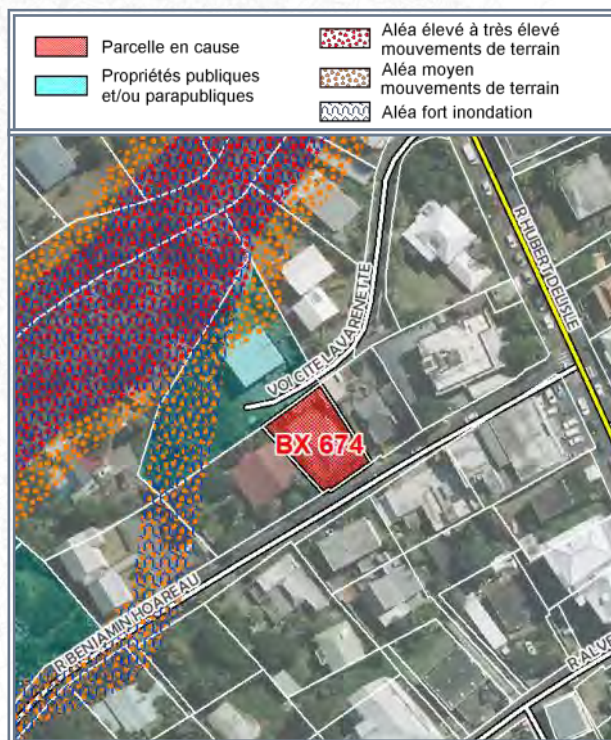 Parcelle en cause
Propriétés publiques
et/ou parapubliques
Aléa élevé à très élevé
mouvements de terrain
Aléa moyen
mouvements de terrain
Aléa fort inondation
R HUBERT DELISLE
VOI CITE LAVARENETTE
BX 674
R BENJAMIN HOAREAU